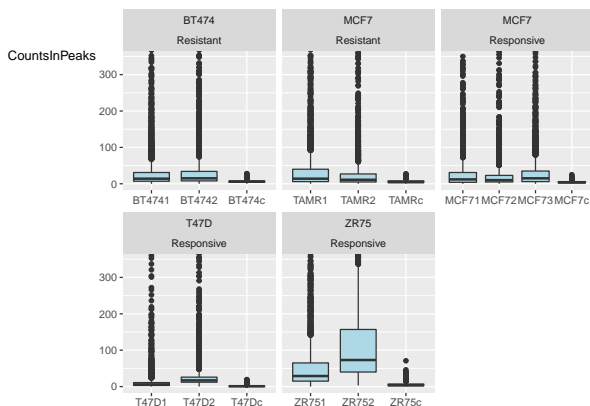 BT474 MCF7 MCF7
Resistant Resistant Responsive
CountsInPeaks
300
200
100
0
BT4741 BT4742 BT474c TAMR1 TAMR2 TAMRc MCF71 MCF72 MCF73 MCF7c
T47D ZR75
Responsive Responsive
300
200
100
0
T47D1 T47D2 T47Dc ZR751 ZR752 ZR75c